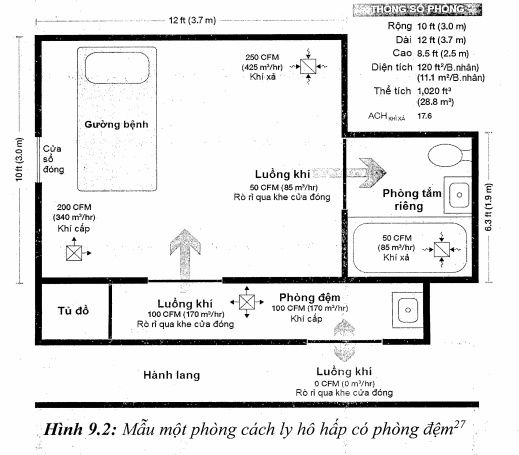 12 ft (3.7 m)
THÔNG SỐ PHÒNG
Rộng 10 ft (3.0 m)
Dài 12 ft (3.7 m)
Cao 8.5 ft (2.5 m)
Diện tích 120 ft²/B.nhân)
(11.1 m²/B.nhân)
Thể tích 1,020 ft³
(28.8 m³)
ACH KHÍ XẢ 17.6
10 ft (3.0 m)
250 CFM
(425 m³/hr)
Khí xả
Gường bệnh
Cửa
sổ
đóng
Luồng khí
50 CFM (85 m³/hr)
Rò rỉ qua khe cửa đóng
Phòng tắm
riêng
6.3 ft (1.9 m)
200 CFM
(340 m³/hr)
Khí cấp
50 CFM
(85 m³/hr)
Khí xả
Tủ đồ
Luồng khí
100 CFM (170 m³/hr)
Rò rỉ qua khe cửa đóng
Phòng đệm
100 CFM (170 m³/hr)
Khí cấp
Hành lang
Luồng khí
0 CFM (0 m³/hr)
Rò rỉ qua khe cửa đóng
Hình 9.2: Mẫu một phòng cách ly hô hấp có phòng đệm27